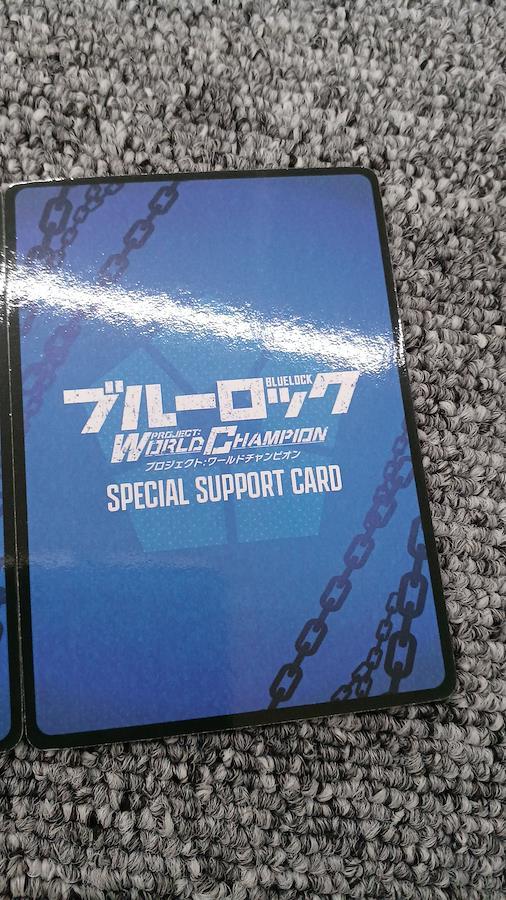 ブルーロック
BLUELOCK
PROJECT:
WORLD CHAMPION
プロジェクト:ワールドチャンピオン
SPECIAL SUPPORT CARD